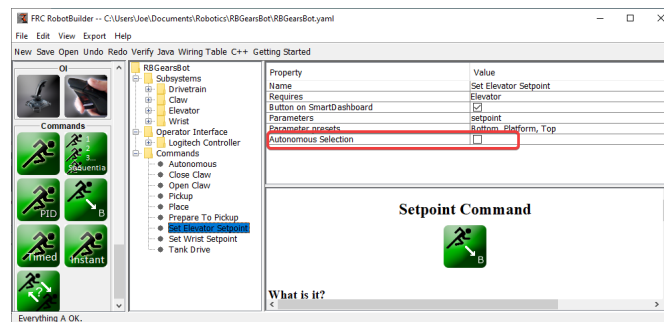 FRC RobotBuilder -- C:\Users\Joe\Documents\Robotics\RBGearsBot\RBGearsBot.yaml
File Edit View Export Help
New Save Open Undo Redo Verify Java Wiring Table C++ Getting Started
OI
Commands
1
2
3...
Sequentia
PID
B
Timed
Instant
?
RBGearsBot
Subsystems
Drivetrain
Claw
Elevator
Wrist
Operator Interface
Logitech Controller
Commands
Autonomous
Close Claw
Open Claw
Pickup
Place
Prepare To Pickup
Set Elevator Setpoint
Set Wrist Setpoint
Tank Drive
Property Value
Name Set Elevator Setpoint
Requires Elevator
Button on SmartDashboard
Parameters setpoint
Parameter presets Bottom, Platform, Top
Autonomous Selection
Setpoint Command
B
What is it?
Everything A OK.